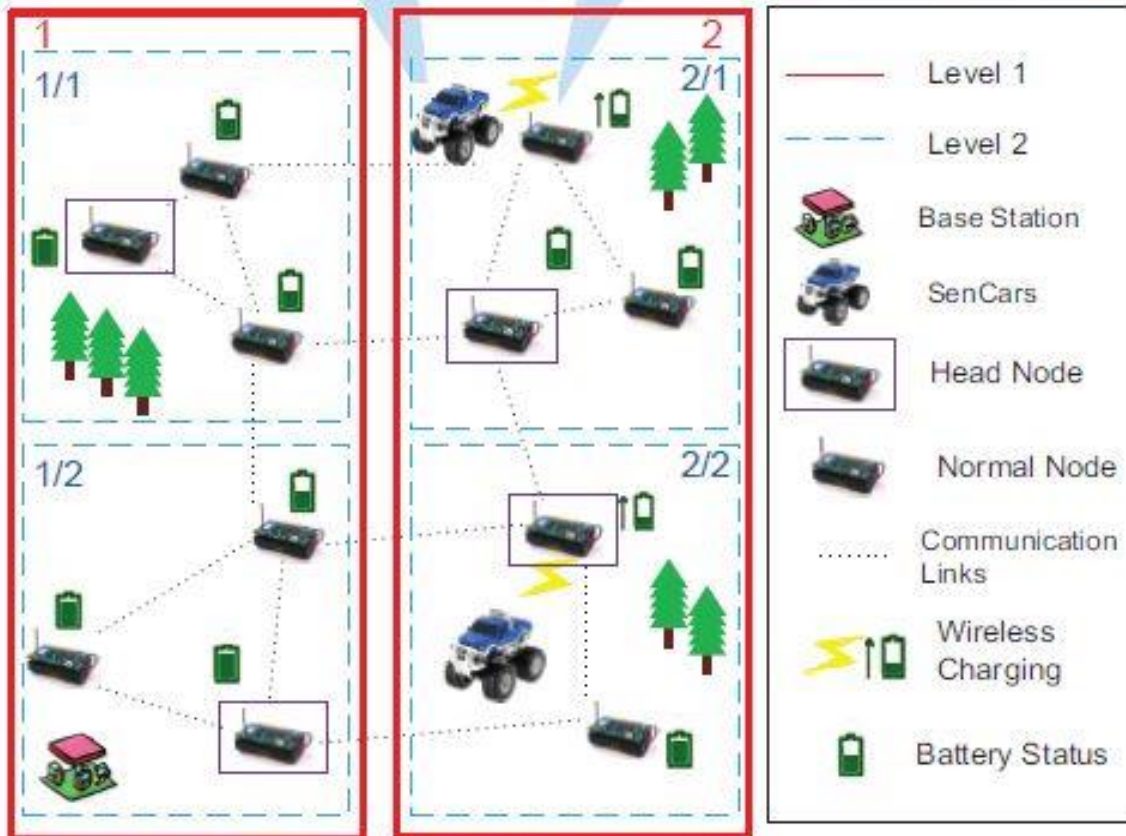 1
1/1
1/2
2
2/1
2/2
Level 1
Level 2
Base Station
SenCars
Head Node
Normal Node
Communication
Links
Wireless
Charging
Battery Status